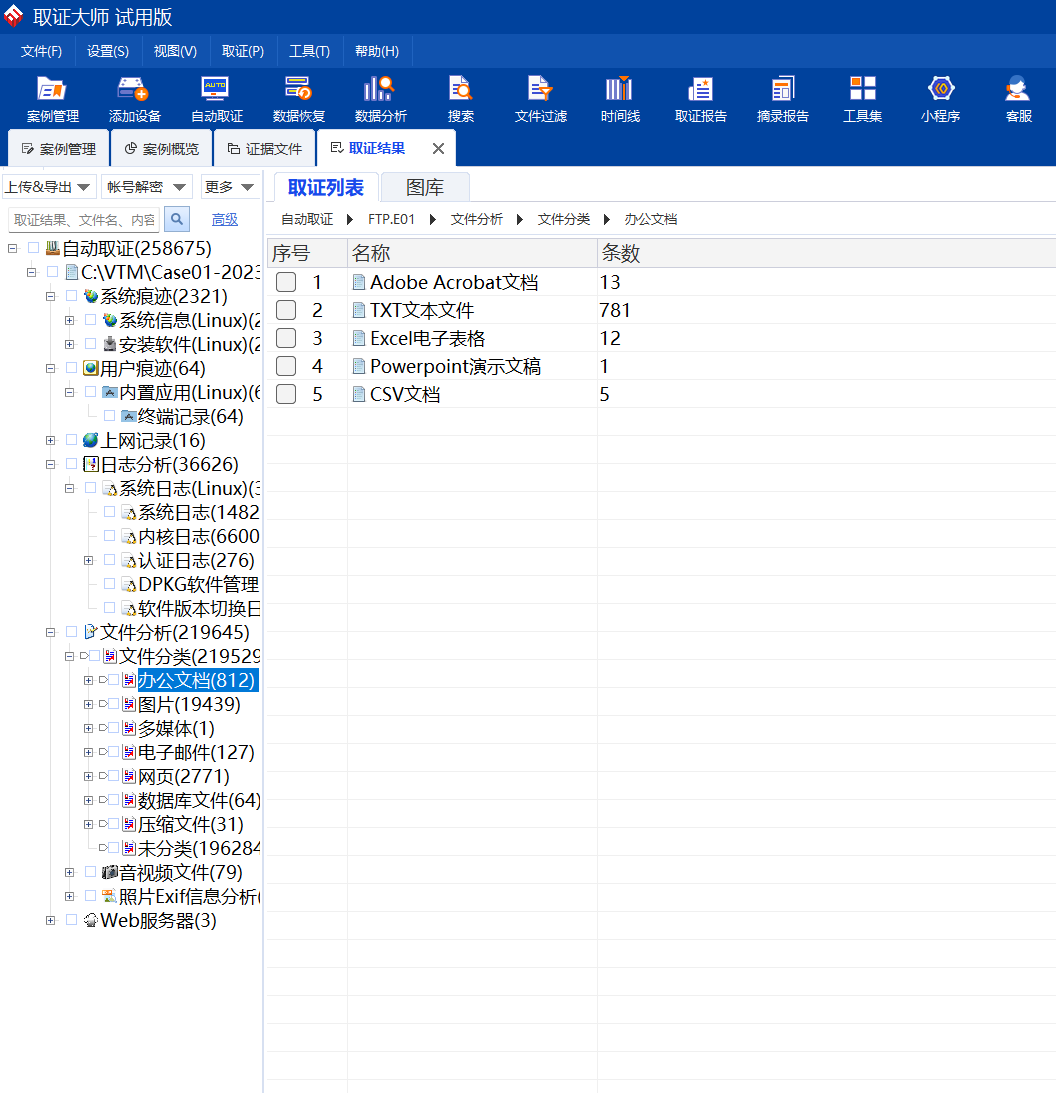 取证大师 试用版
文件(F) 设置(S) 视图(V) 取证(P) 工具(T) 帮助(H)
AUTO
案例管理 添加设备 自动取证 数据恢复 数据分析 搜索 文件过滤 时间线 取证报告 摘录报告 工具集 小程序 客服
案例管理 案例概览 证据文件 取证结果
上传&导出 帐号解密 更多
取证结果、文件名、内容 高级
自动取证(258675)
C:\VTM\Case01-2023
系统痕迹(2321)
系统信息(Linux)(2
安装软件(Linux)(2
用户痕迹(64)
内置应用(Linux)(6
终端记录(64)
上网记录(16)
日志分析(36626)
系统日志(Linux)(3
系统日志(1482
内核日志(6600
认证日志(276)
DPKG软件管理
软件版本切换日
文件分析(219645)
文件分类(219529
办公文档(812)
图片(19439)
多媒体(1)
电子邮件(127)
网页(2771)
数据库文件(64)
压缩文件(31)
未分类(196284
音视频文件(79)
照片Exif信息分析(
Web服务器(3)
取证列表 图库
自动取证 FTP.E01 文件分析 文件分类 办公文档
序号 名称 条数
1 Adobe Acrobat文档 13
2 TXT文本文件 781
3 Excel电子表格 12
4 Powerpoint演示文稿 1
5 CSV文档 5